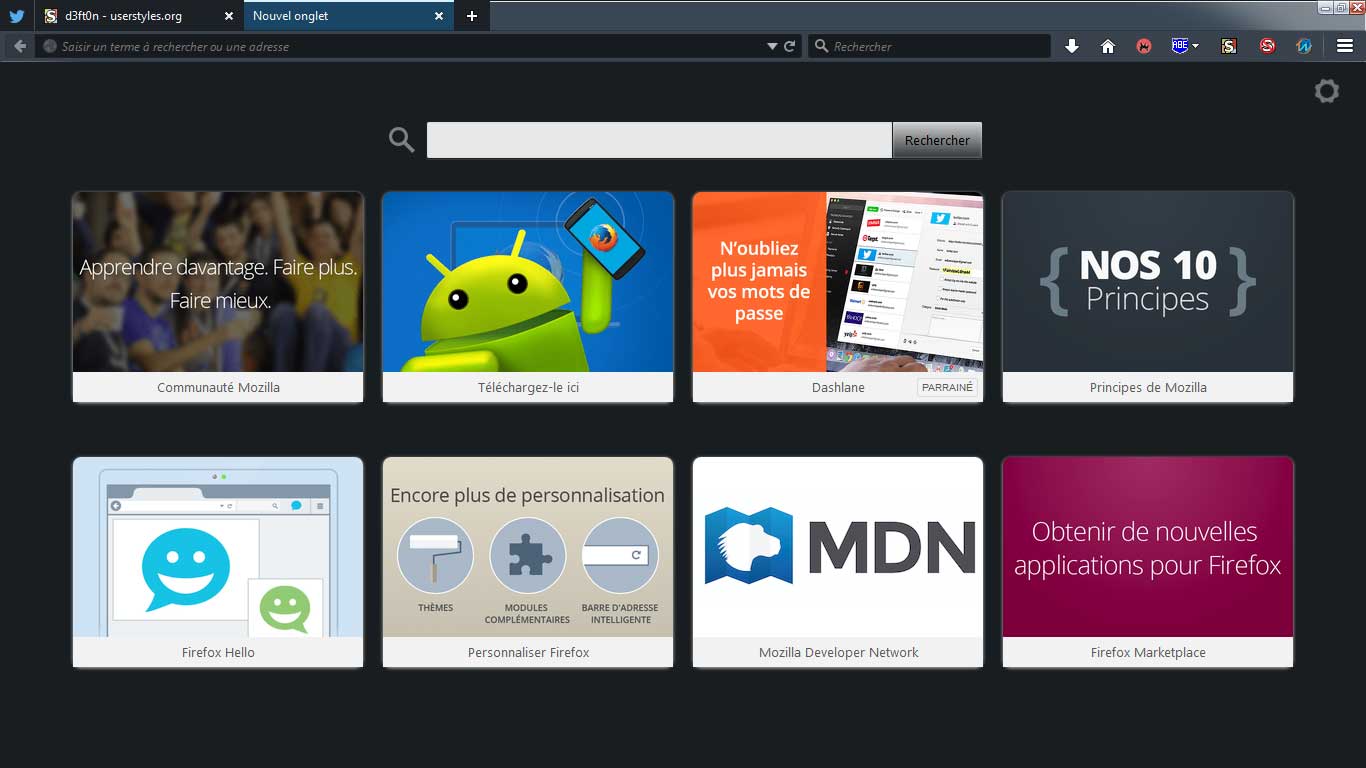 d3ft0n - userstyles.org
Nouvel onglet
Saisir un terme à rechercher ou une adresse
Rechercher
ABE
Rechercher
Apprendre davantage. Faire plus.
Faire mieux.
Communauté Mozilla
Téléchargez-le ici
N'oubliez
plus jamais
vos mots de
passe
Dashlane
PARRAINÉ
{ NOS 10 }
Principes
Principes de Mozilla
Firefox Hello
Encore plus de personnalisation
THÈMES
MODULES
COMPLÉMENTAIRES
BARRE D'ADRESSE
INTELLIGENTE
Personnaliser Firefox
MDN
Mozilla Developer Network
Obtenir de nouvelles
applications pour Firefox
Firefox Marketplace